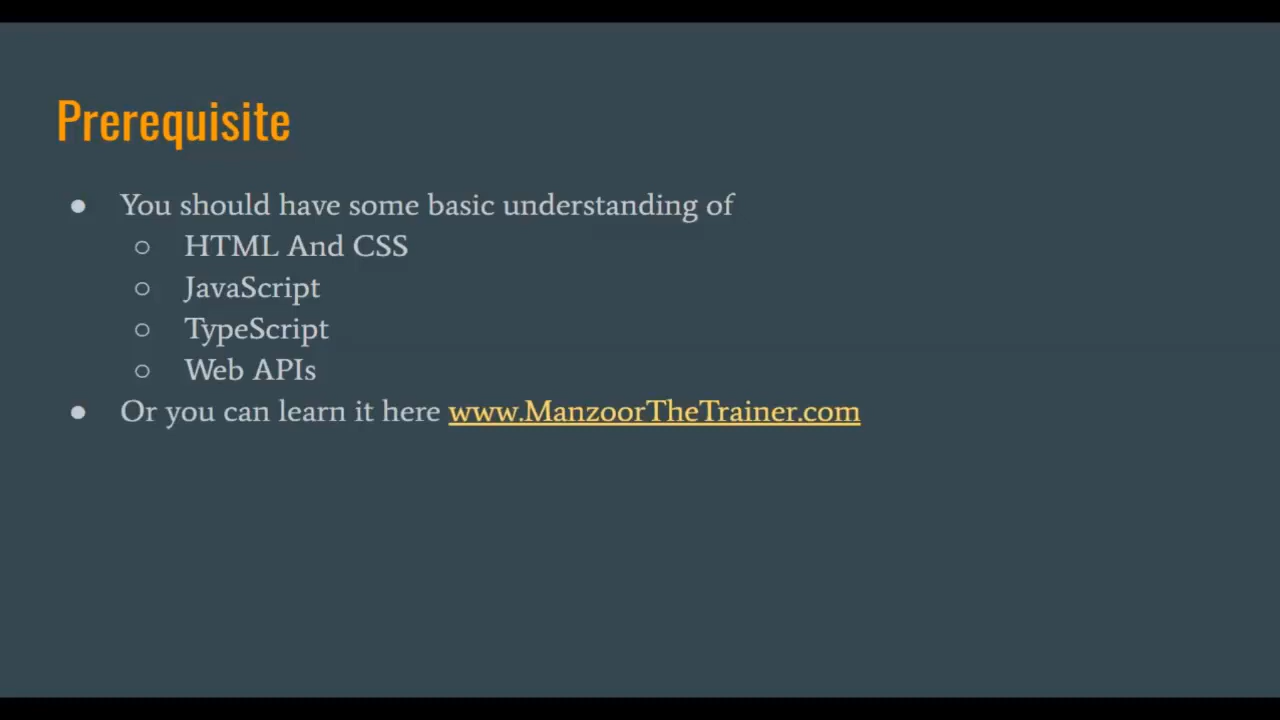 Prerequisite
● You should have some basic understanding of
○ HTML And CSS
○ JavaScript
○ TypeScript
○ Web APIs
● Or you can learn it here www.ManzoorTheTrainer.com